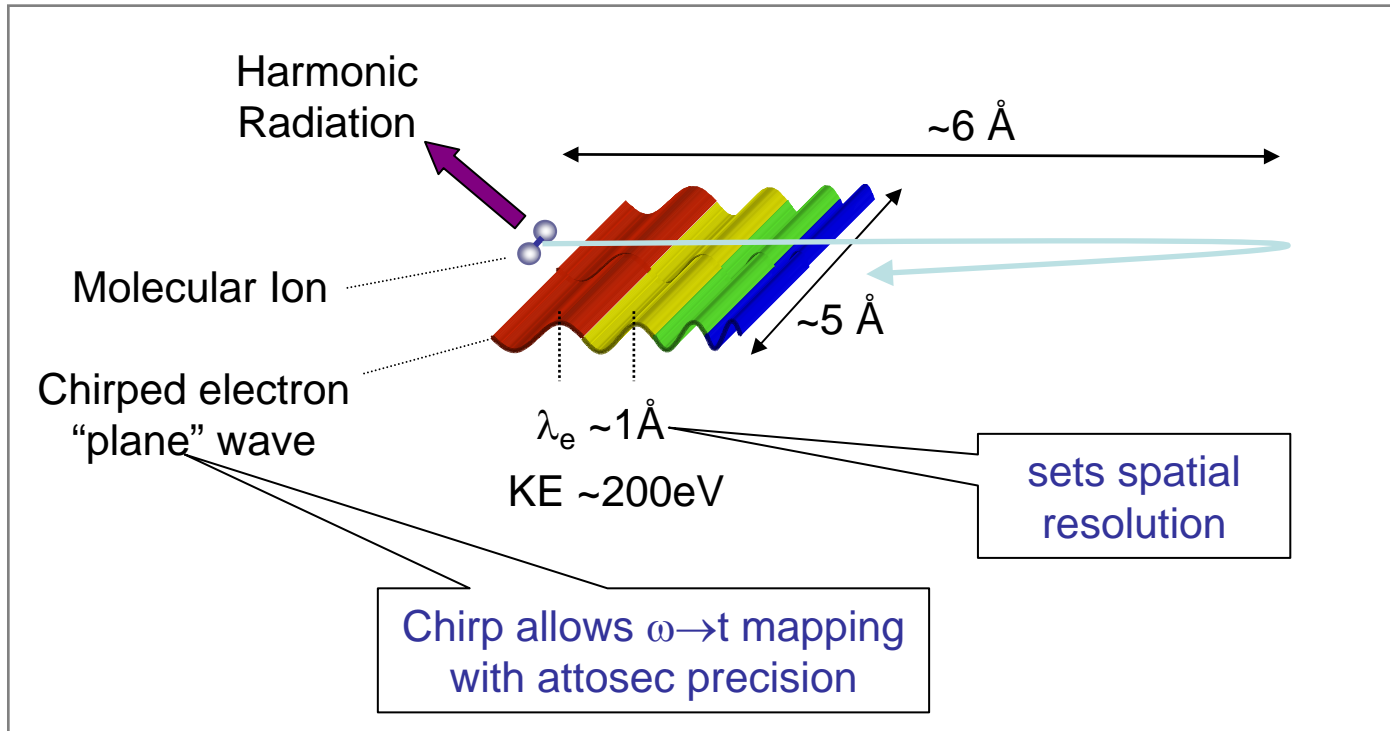 Harmonic
Radiation
~6 Å
Molecular Ion
~5 Å
Chirped electron
“plane” wave
λₑ ~1Å
KE ~200eV
sets spatial
resolution
Chirp allows ω→t mapping
with attosec precision